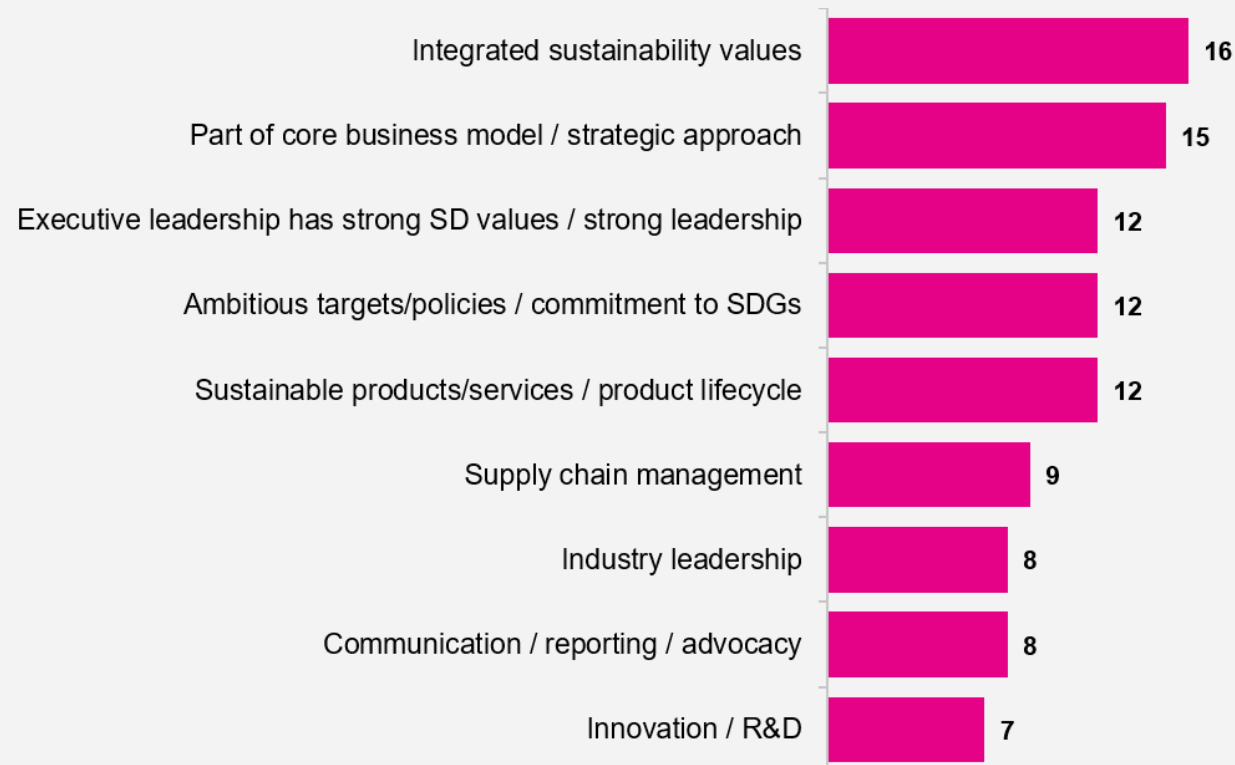 Integrated sustainability values 16
Part of core business model / strategic approach 15
Executive leadership has strong SD values / strong leadership 12
Ambitious targets/policies / commitment to SDGs 12
Sustainable products/services / product lifecycle 12
Supply chain management 9
Industry leadership 8
Communication / reporting / advocacy 8
Innovation / R&D 7